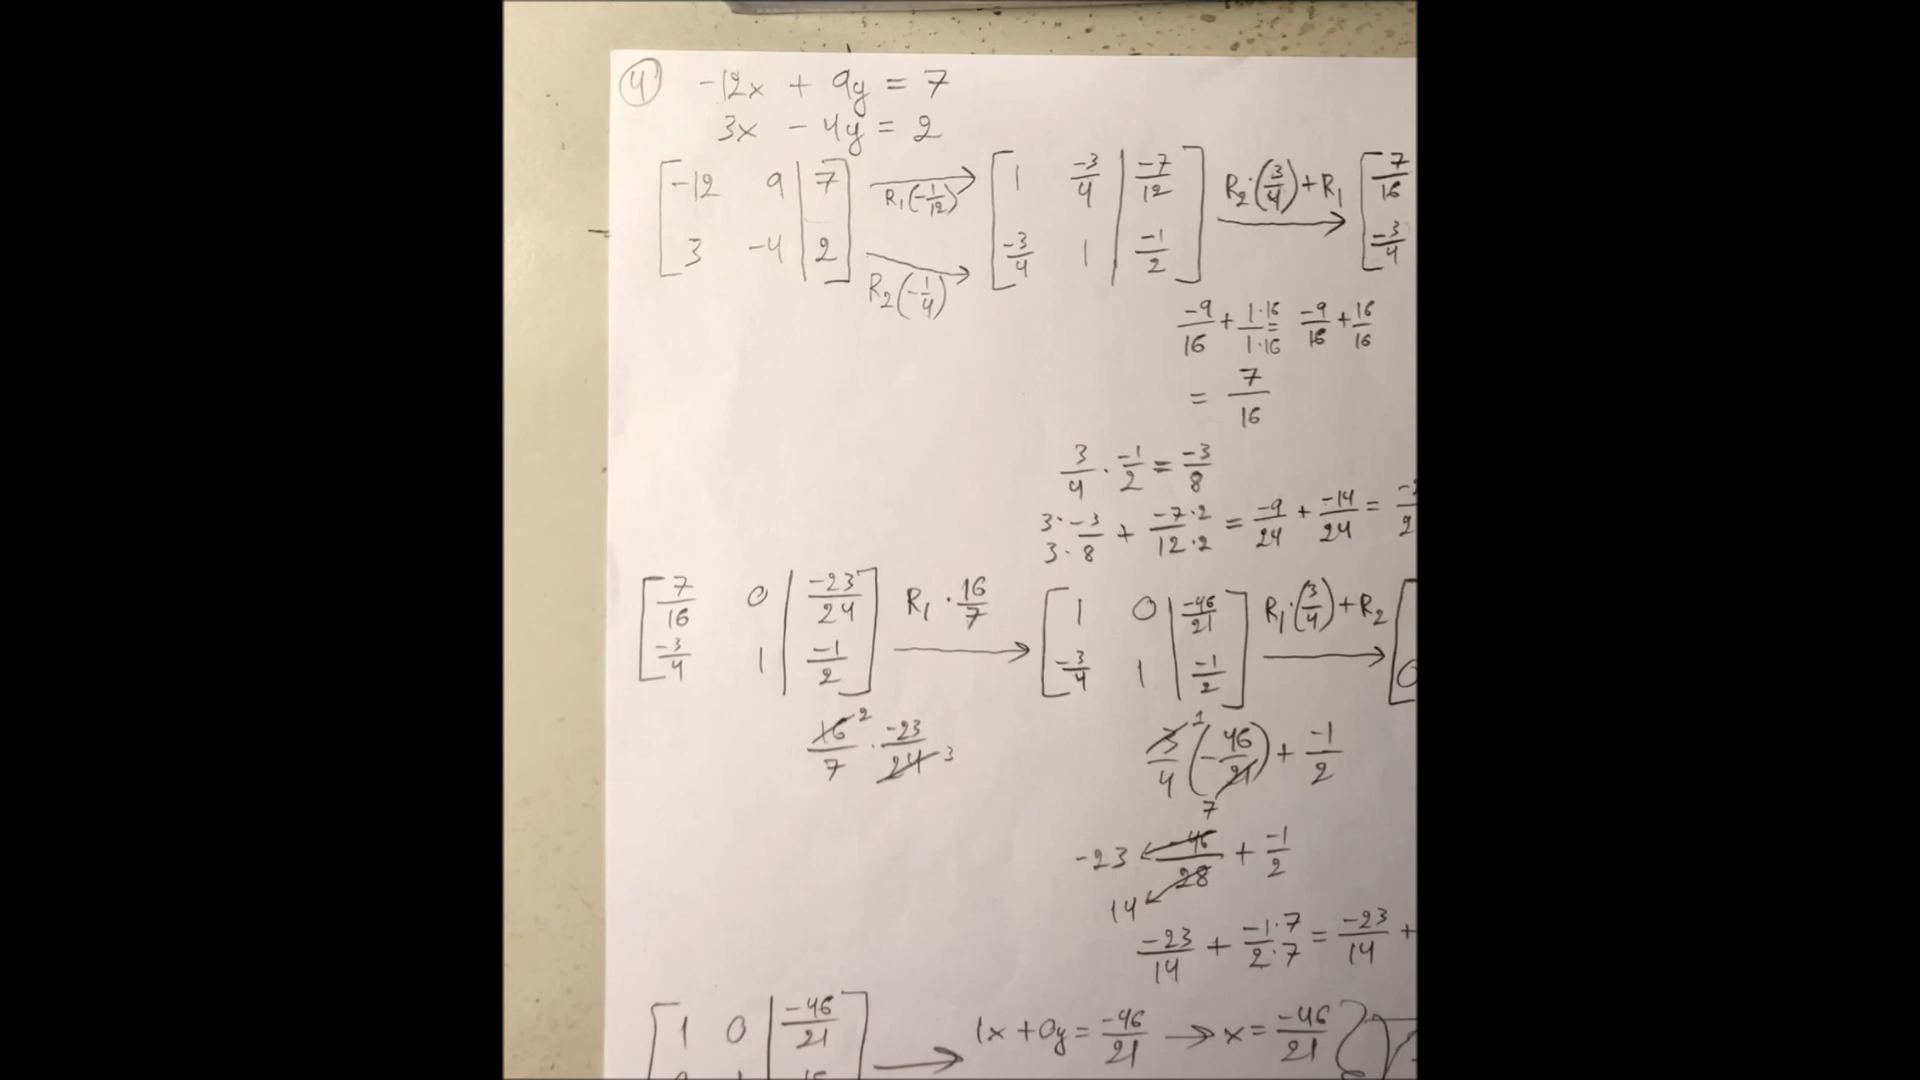 4
-12x + 9y = 7
3x - 4y = 2
[-12 9 | 7] R₁(-1/12) → [1 -3/4 | -7/12] R₂·(3/4)+R₁ → [7/16
[3 -4 | 2] R₂(-1/4) → [-3/4 1 | -1/2] [-3/4
-9/16 + 1·16/1·16 = -9/16 + 16/16
= 7/16
3/4 · -1/2 = -3/8
3·-3/3·8 + -7·2/12·2 = -9/24 + -14/24 =
[7/16 0 | -23/24] R₁ · 16/7 → [1 0 | -46/21] R₁·(3/4)+R₂ → [
[-3/4 1 | -1/2] [-3/4 1 | -1/2] [0
16 2/7 · -23/24 3
3 1/4 (-46/21 7) + -1/2
-23 ← -46/28 + -1/2
14 ←
-23/14 + -1·7/2·7 = -23/14 +
[1 0 | -46/21] → 1x + 0y = -46/21 → x = -46/21